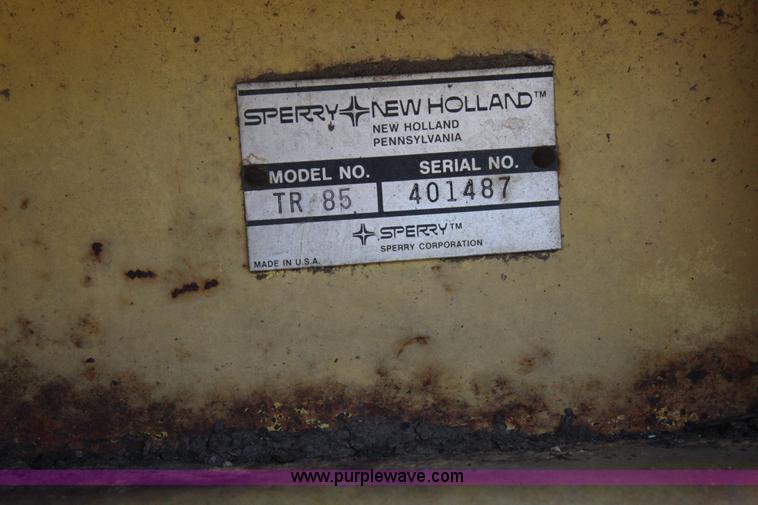 SPERRY NEW HOLLAND™
NEW HOLLAND
PENNSYLVANIA
MODEL NO. SERIAL NO.
TR 85 401487
SPERRY™
SPERRY CORPORATION
MADE IN U.S.A.
www.purplewave.com